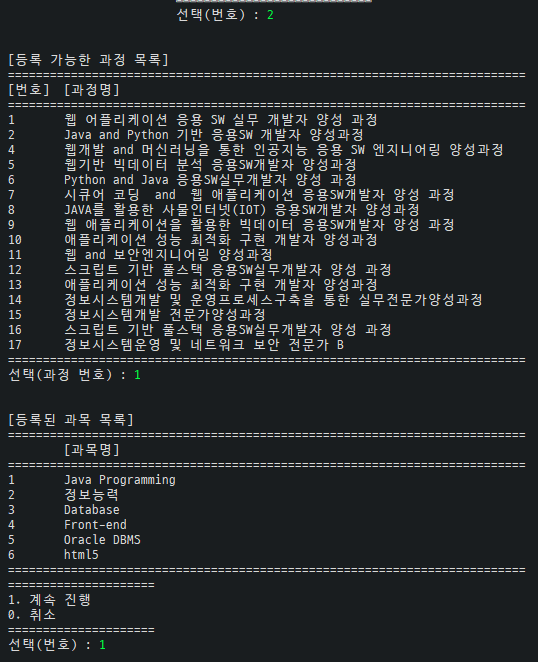 선택(번호) : 2
[등록 가능한 과정 목록]
==========================================================================
[번호]  [과정명]
==========================================================================
1       웹 어플리케이션 응용 SW 실무 개발자 양성 과정
2       Java and Python 기반 응용SW 개발자 양성과정
4       웹개발 and 머신러닝을 통한 인공지능 응용 SW 엔지니어링 양성과정
5       웹기반 빅데이터 분석 응용SW개발자 양성과정
6       Python and Java 응용SW실무개발자 양성 과정
7       시큐어 코딩  and  웹 애플리케이션 응용SW개발자 양성 과정
8       JAVA를 활용한 사물인터넷(IOT) 응용SW개발자 양성과정
9       웹 애플리케이션을 활용한 빅데이터 응용SW개발자 양성 과정
10      애플리케이션 성능 최적화 구현 개발자 양성과정
11      웹 and 보안엔지니어링 양성과정
12      스크립트 기반 풀스택 응용SW실무개발자 양성 과정
13      애플리케이션 성능 최적화 구현 개발자 양성과정
14      정보시스템개발 및 운영프로세스구축을 통한 실무전문가양성과정
15      정보시스템개발 전문가양성과정
16      스크립트 기반 풀스택 응용SW실무개발자 양성 과정
17      정보시스템운영 및 네트워크 보안 전문가 B
==========================================================================
선택(과정 번호) : 1
[등록된 과목 목록]
==========================================================================
[과목명]
==========================================================================
1       Java Programming
2       정보능력
3       Database
4       Front-end
5       Oracle DBMS
6       html5
==========================================================================
=====================
1. 계속 진행
0. 취소
=====================
선택(번호) : 1